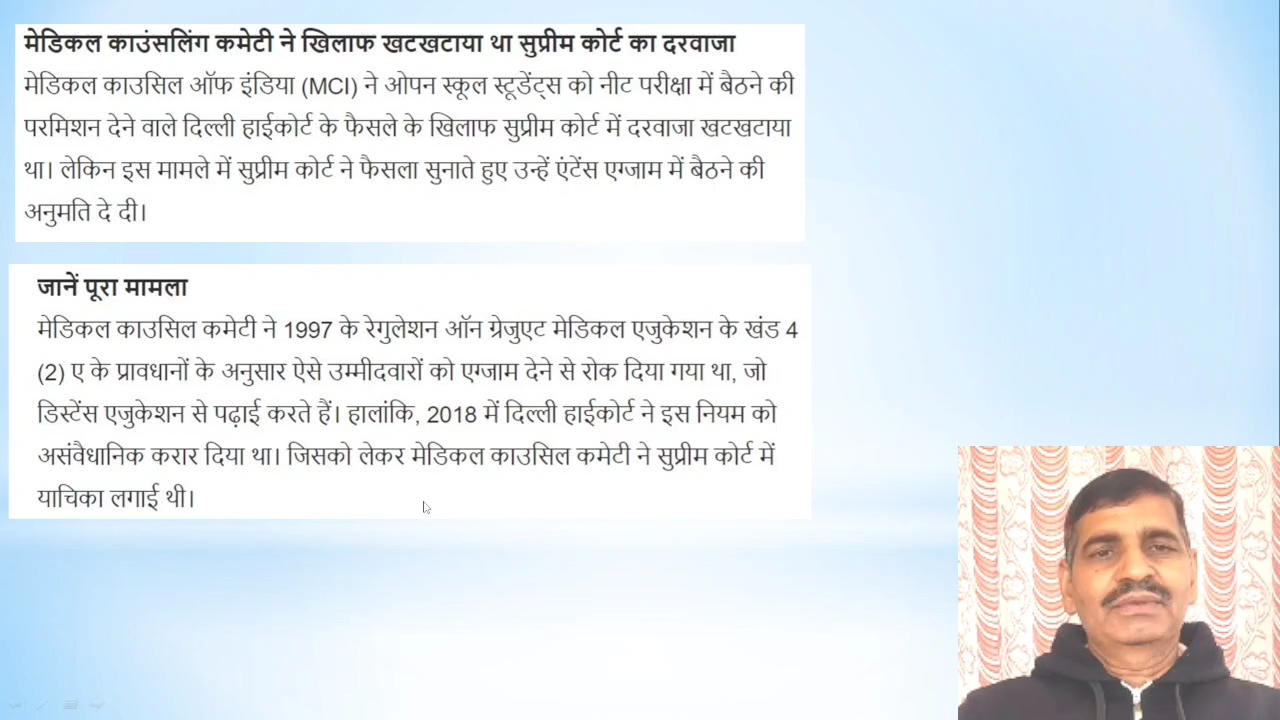 मेडिकल काउंसलिंग कमेटी ने खिलाफ खटखटाया था सुप्रीम कोर्ट का दरवाजा
मेडिकल काउसिल ऑफ इंडिया (MCI) ने ओपन स्कूल स्टूडेंट्स को नीट परीक्षा में बैठने की
परमिशन देने वाले दिल्ली हाईकोर्ट के फैसले के खिलाफ सुप्रीम कोर्ट में दरवाजा खटखटाया
था। लेकिन इस मामले में सुप्रीम कोर्ट ने फैसला सुनाते हुए उन्हें एंटेंस एग्जाम में बैठने की
अनुमति दे दी।
जानें पूरा मामला
मेडिकल काउसिल कमेटी ने 1997 के रेगुलेशन ऑन ग्रेजुएट मेडिकल एजुकेशन के खंड 4
(2) ए के प्रावधानों के अनुसार ऐसे उम्मीदवारों को एग्जाम देने से रोक दिया गया था, जो
डिस्टेंस एजुकेशन से पढ़ाई करते हैं। हालांकि, 2018 में दिल्ली हाईकोर्ट ने इस नियम को
असंवैधानिक करार दिया था। जिसको लेकर मेडिकल काउसिल कमेटी ने सुप्रीम कोर्ट में
याचिका लगाई थी।